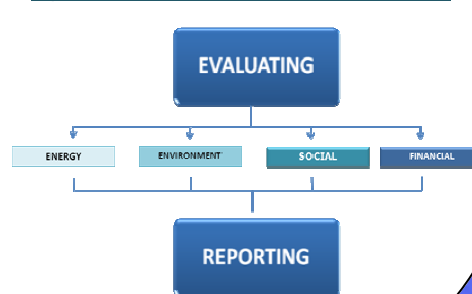 EVALUATING
ENERGY
ENVIRONMENT
SOCIAL
FINANCIAL
REPORTING